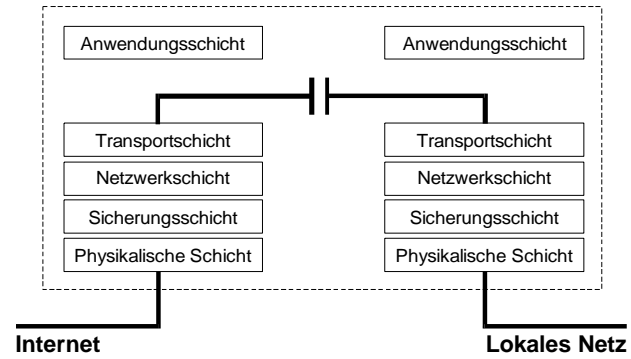 Anwendungsschicht Anwendungsschicht
Transportschicht Transportschicht
Netzwerkschicht Netzwerkschicht
Sicherungsschicht Sicherungsschicht
Physikalische Schicht Physikalische Schicht
Internet Lokales Netz